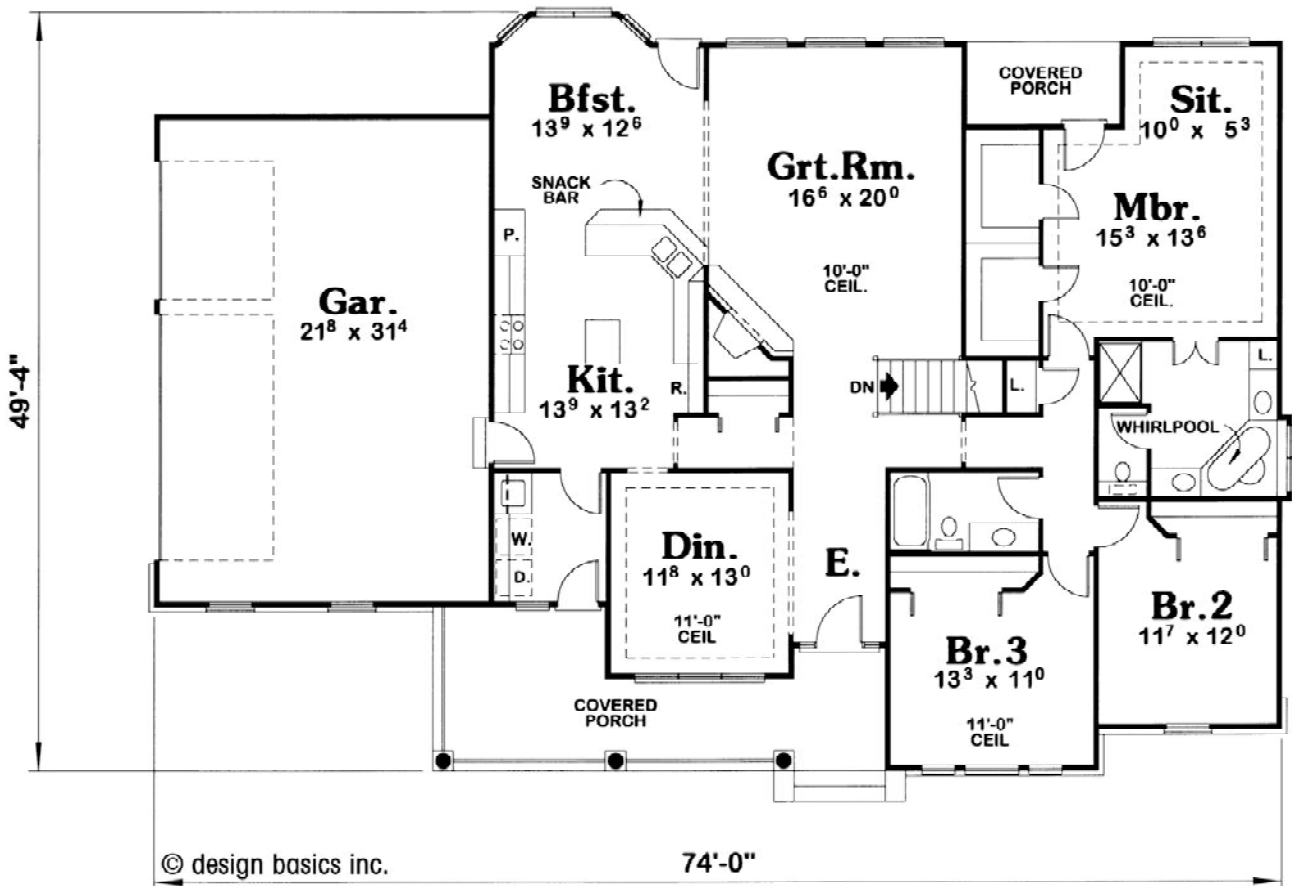 Bfst.
13⁹ x 12⁶
COVERED
PORCH
Sit.
10⁰ x 5³
SNACK
BAR
Grt.Rm.
16⁶ x 20⁰
Mbr.
15³ x 13⁶
P.
10'-0"
CEIL.
10'-0"
CEIL.
Gar.
21⁸ x 31⁴
49'-4"
Kit.
13⁹ x 13²
R.
DN
L.
L.
WHIRLPOOL
W.
D.
Din.
11⁸ x 13⁰
11'-0"
CEIL
E.
Br.2
11⁷ x 12⁰
Br.3
13³ x 11⁰
11'-0"
CEIL
COVERED
PORCH
© design basics inc.
74'-0"